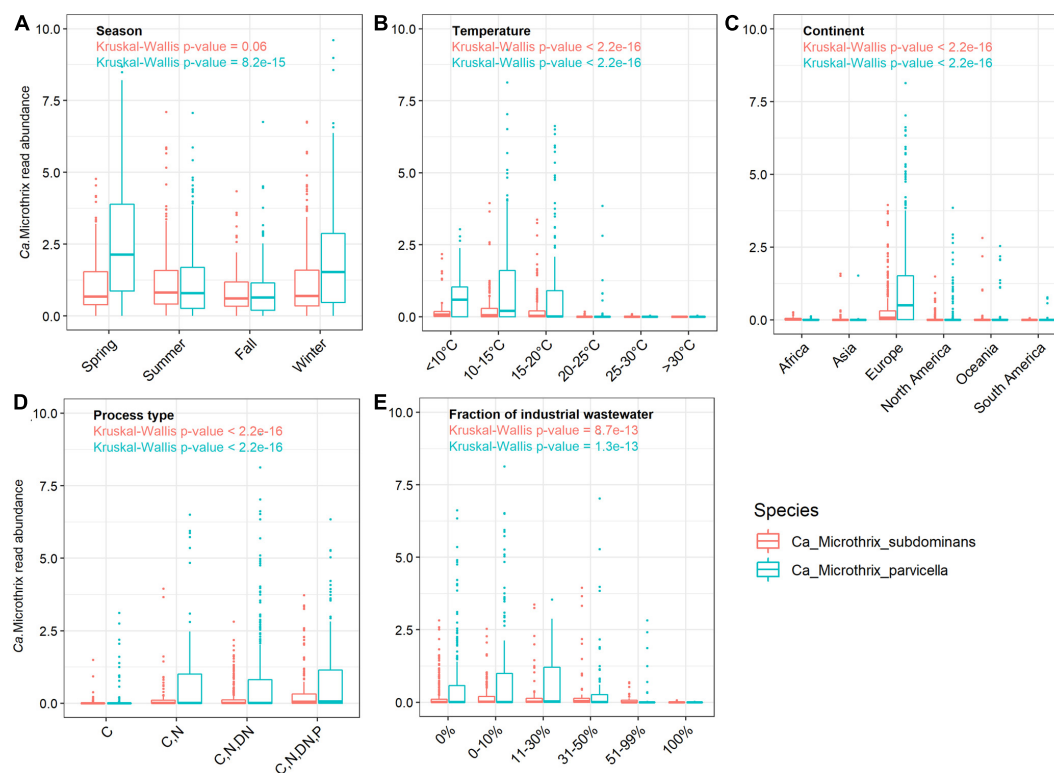 A
Season
Kruskal-Wallis p-value = 0.06
Kruskal-Wallis p-value = 8.2e-15
Ca.Microthrix read abundance
10.0
7.5
5.0
2.5
0.0
Spring
Summer
Fall
Winter
B
Temperature
Kruskal-Wallis p-value < 2.2e-16
Kruskal-Wallis p-value < 2.2e-16
10.0
7.5
5.0
2.5
0.0
<10°C
10-15°C
15-20°C
20-25°C
25-30°C
>30°C
C
Continent
Kruskal-Wallis p-value < 2.2e-16
Kruskal-Wallis p-value < 2.2e-16
10.0
7.5
5.0
2.5
0.0
Africa
Asia
Europe
North America
Oceania
South America
D
Process type
Kruskal-Wallis p-value < 2.2e-16
Kruskal-Wallis p-value < 2.2e-16
Ca.Microthrix read abundance
10.0
7.5
5.0
2.5
0.0
C
C,N
C,N,DN
C,N,DN,P
E
Fraction of industrial wastewater
Kruskal-Wallis p-value = 8.7e-13
Kruskal-Wallis p-value = 1.3e-13
10.0
7.5
5.0
2.5
0.0
0%
0-10%
11-30%
31-50%
51-99%
100%
Species
Ca_Microthrix_subdominans
Ca_Microthrix_parvicella